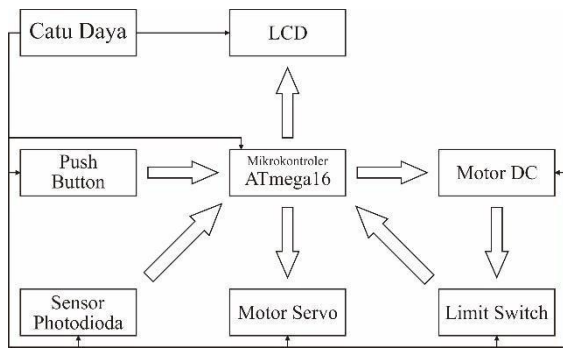 Catu Daya
LCD
Push
Button
Mikrokontroler
ATmega16
Motor DC
Sensor
Photodioda
Motor Servo
Limit Switch